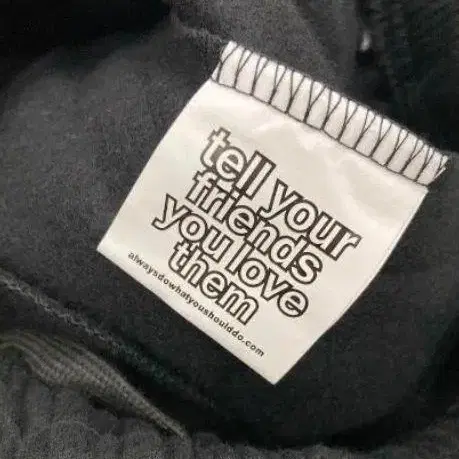 tell your
friends
you love
them
alwaysdowhatyoushoulddo.com